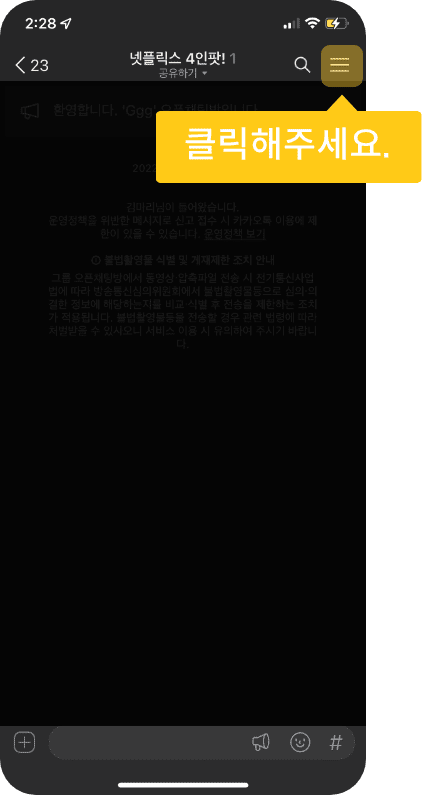 2:28
23
넷플릭스 4인팟! 1
공유하기
클릭해주세요.
환영합니다. 'Ggg' 오픈채팅방입니다.
김마리님이 들어왔습니다.
운영정책을 위반한 메시지로 신고 접수 시 카카오톡 이용에 제
한이 있을 수 있습니다. 운영정책 보기
불법촬영물 식별 및 게재제한 조치 안내
그룹 오픈채팅방에서 동영상·압축파일 전송 시 전기통신사업
법에 따라 방송통신심의위원회에서 불법촬영물등으로 심의·의
결한 정보에 해당하는지를 비교·식별 후 전송을 제한하는 조치
가 적용됩니다. 불법촬영물등을 전송할 경우 관련 법령에 따라
처벌받을 수 있사오니 서비스 이용 시 유의하여 주시기 바랍니
다.
#